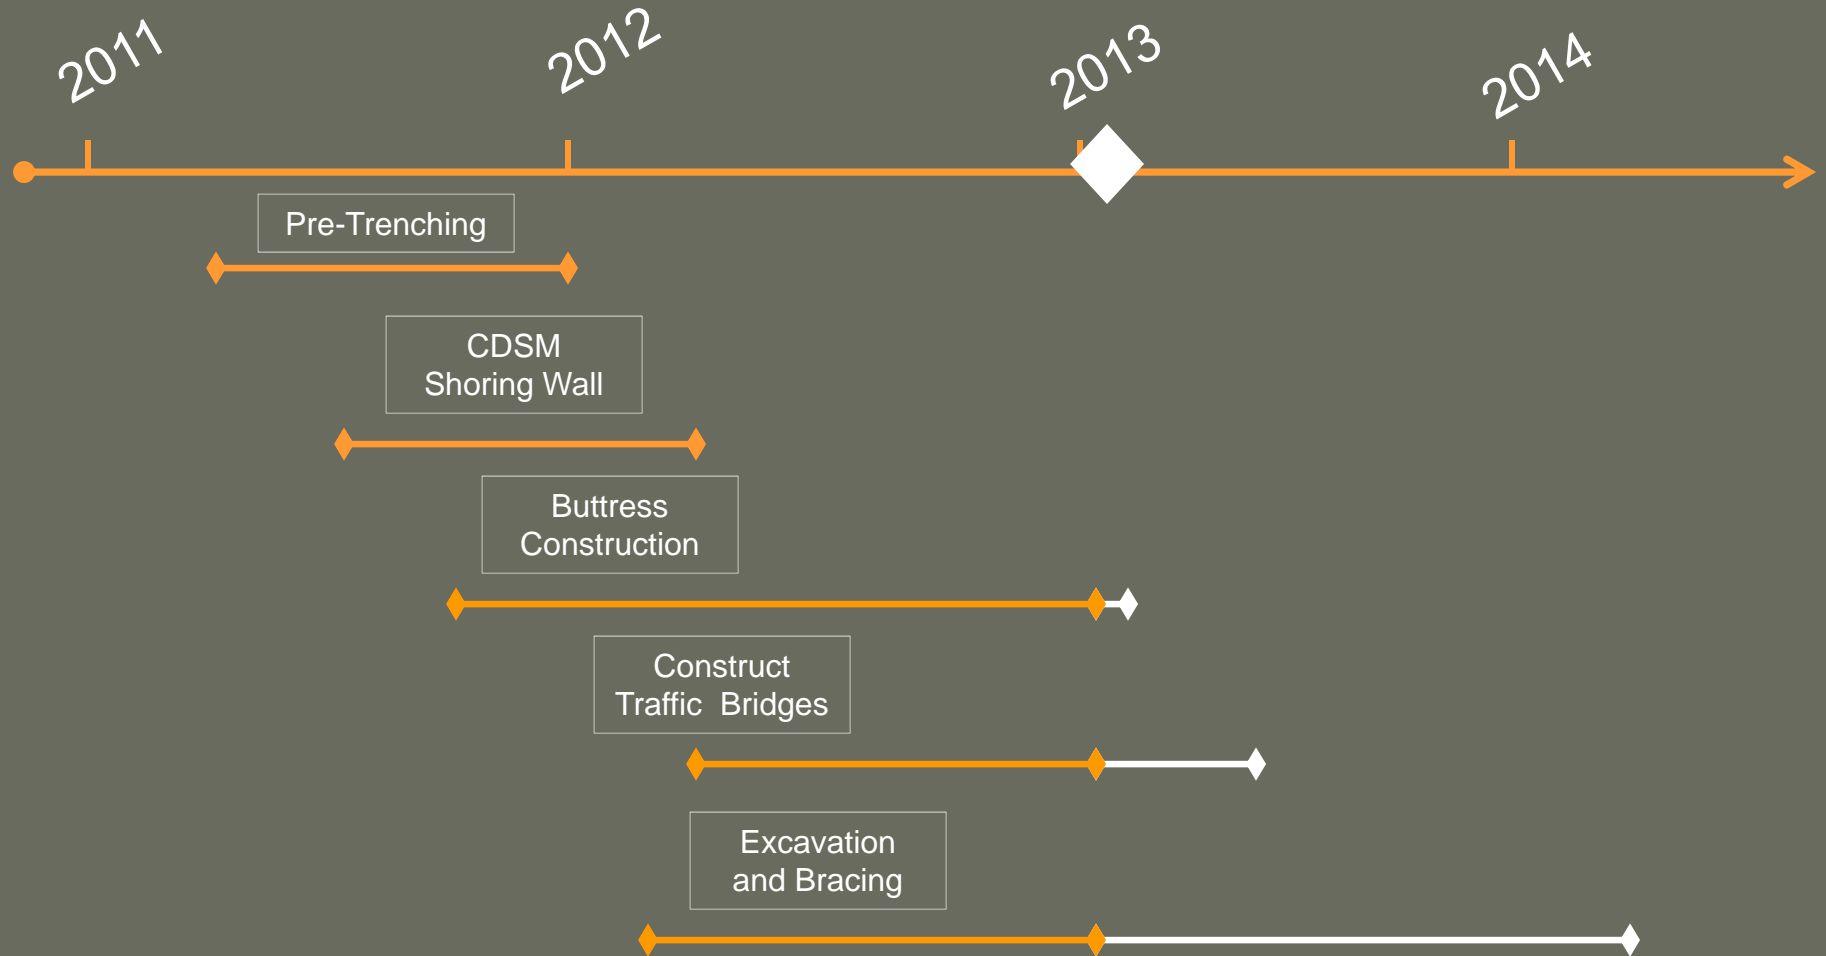 2011
2012
2013
2014
Pre-Trenching
CDSM
Shoring Wall
Buttress
Construction
Construct
Traffic  Bridges
Excavation
and Bracing